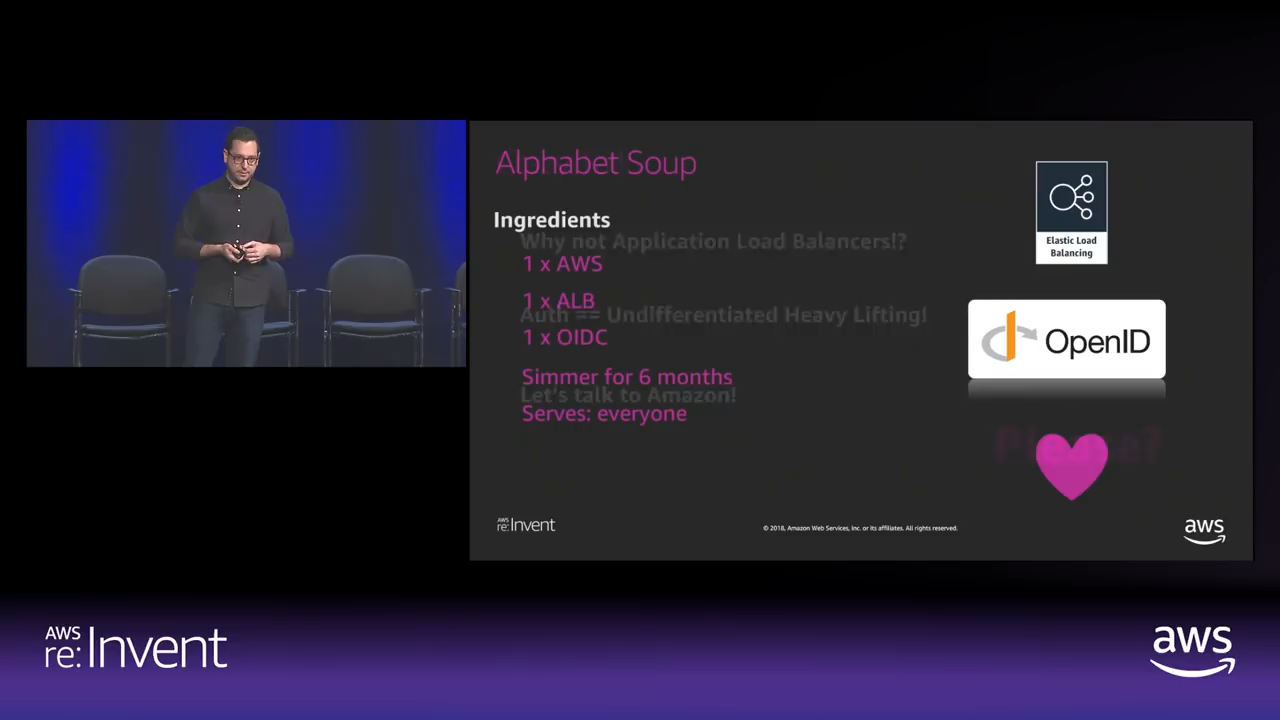 Alphabet Soup
Ingredients
Why not Application Load Balancers!?
1 x AWS
1 x ALB
Auth == Undifferentiated Heavy Lifting!
1 x OIDC
Simmer for 6 months
Let's talk to Amazon!
Serves: everyone
Elastic Load
Balancing
OpenID
Please?
AWS
re:Invent
© 2018, Amazon Web Services, Inc. or its affiliates. All rights reserved.
aws
AWS
re:Invent
aws